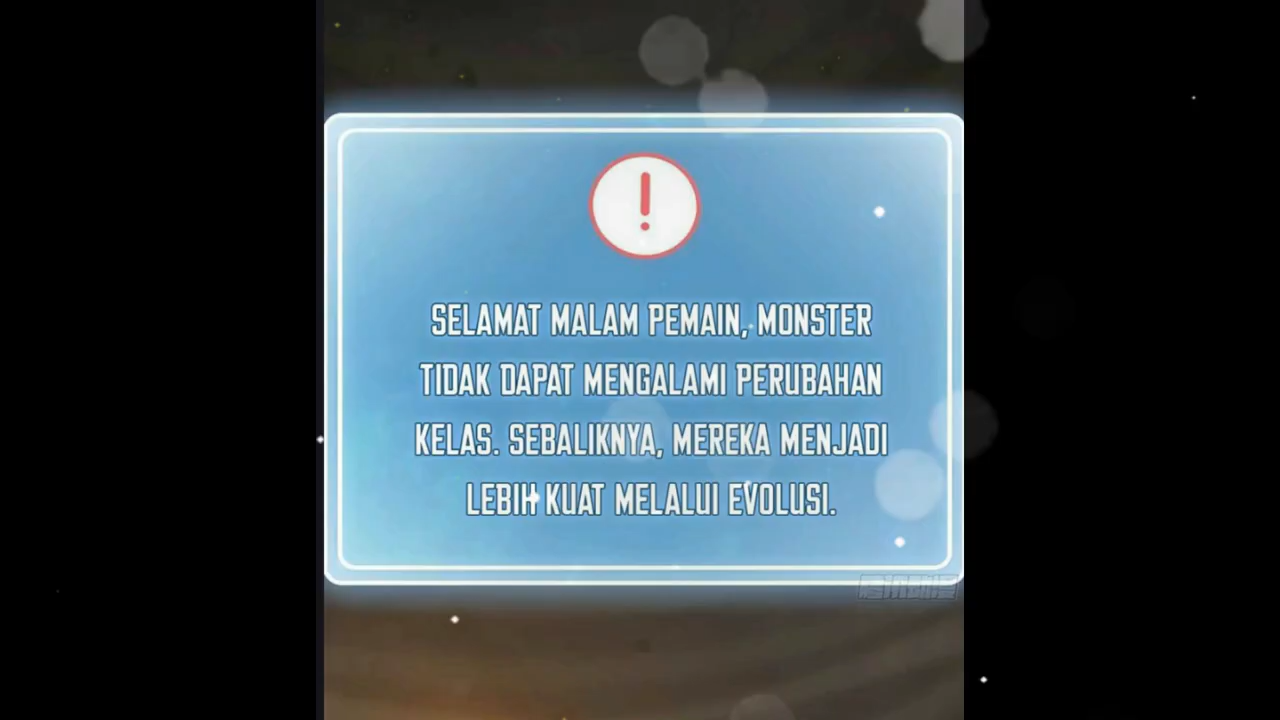 !
SELAMAT MALAM PEMAIN, MONSTER
TIDAK DAPAT MENGALAMI PERUBAHAN
KELAS. SEBALIKNYA, MEREKA MENJADI
LEBIH KUAT MELALUI EVOLUSI.